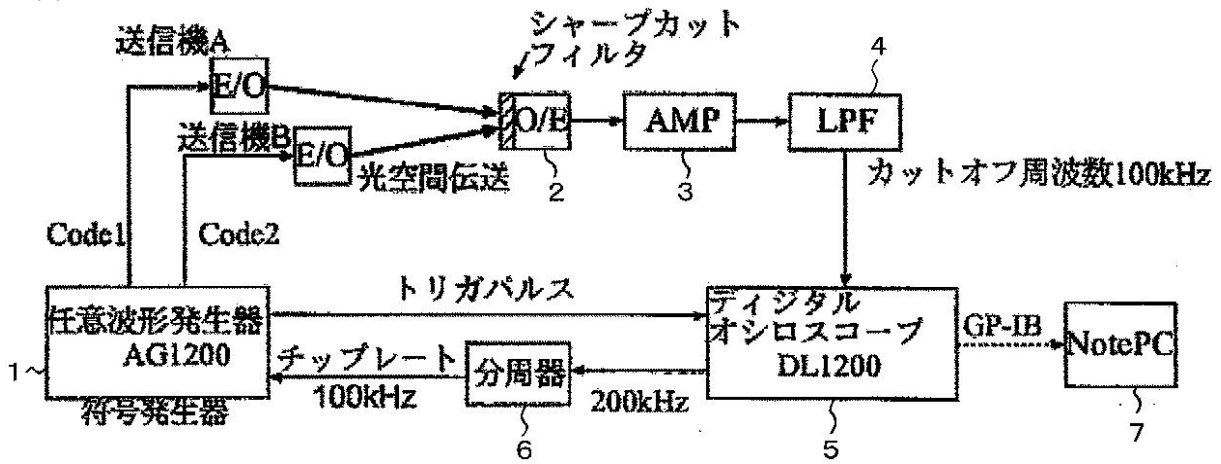 シャープカット
フィルタ
送信機A
E/O
送信機B
E/O
光空間伝送
O/E
2
AMP
3
4
LPF
カットオフ周波数100kHz
Code1
Code2
任意波形発生器
AG1200
符号発生器
1
トリガパルス
チップレート
100kHz
分周器
6
200kHz
ディジタル
オシロスコープ
DL1200
5
GP-IB
NotePC
7